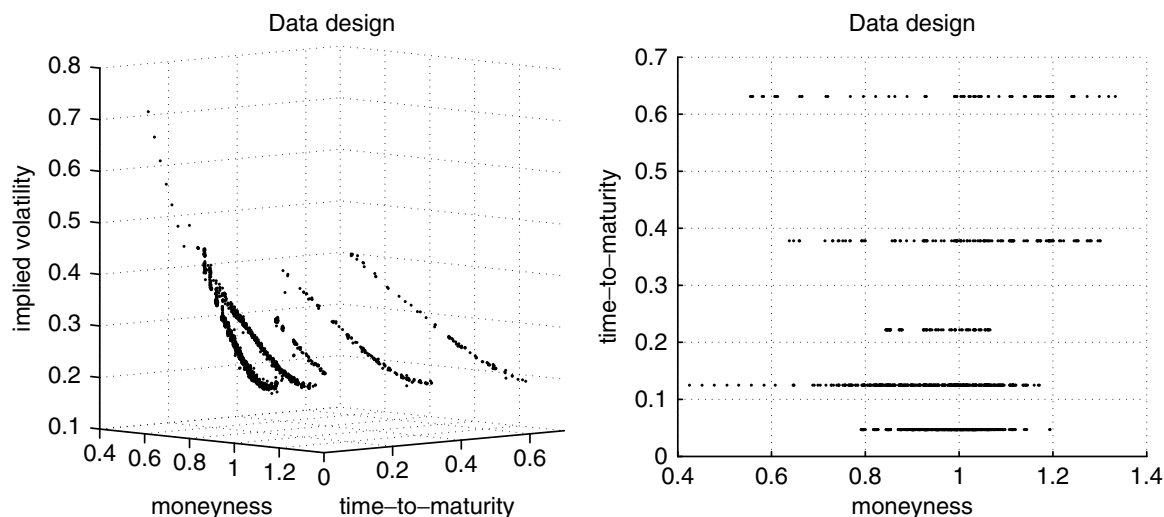 Data design
0.8
0.7
0.6
0.5
0.4
0.3
0.2
0.1
implied volatility
0.4 0.6 0.8 1 1.2
moneyness
0 0.2 0.4 0.6
time–to–maturity
Data design
0.7
0.6
0.5
0.4
0.3
0.2
0.1
0
time–to–maturity
0.4 0.6 0.8 1 1.2 1.4
moneyness